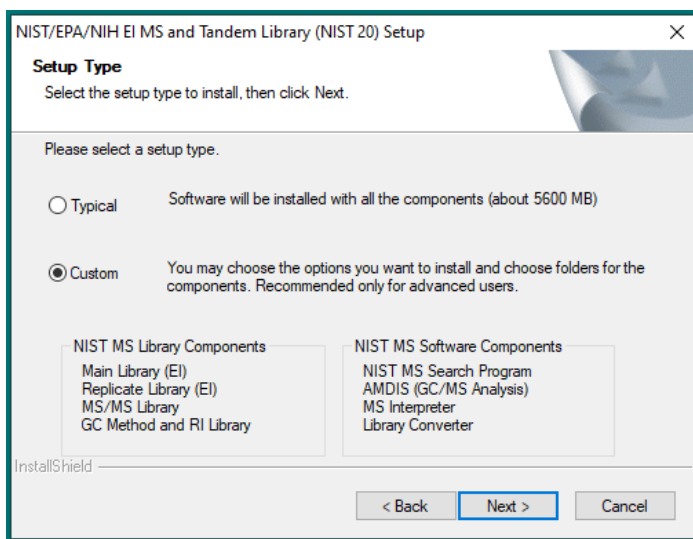 NIST/EPA/NIH EI MS and Tandem Library (NIST 20) Setup
Setup Type
Select the setup type to install, then click Next.
Please select a setup type.
Typical
Software will be installed with all the components (about 5600 MB)
Custom
You may choose the options you want to install and choose folders for the
components. Recommended only for advanced users.
NIST MS Library Components
Main Library (EI)
Replicate Library (EI)
MS/MS Library
GC Method and RI Library
NIST MS Software Components
NIST MS Search Program
AMDIS (GC/MS Analysis)
MS Interpreter
Library Converter
InstallShield
< Back
Next >
Cancel